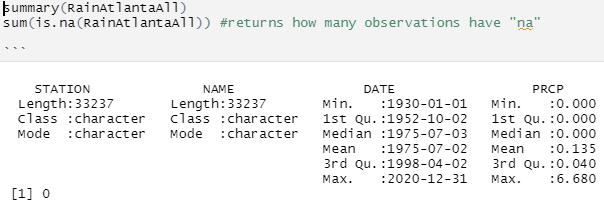 summary(RainAtlantaAll)
sum(is.na(RainAtlantaAll)) #returns how many observations have "na"
```
STATION NAME DATE PRCP
Length:33237 Length:33237 Min. :1930-01-01 Min. :0.000
Class :character Class :character 1st Qu.:1952-10-02 1st Qu.:0.000
Mode :character Mode :character Median :1975-07-03 Median :0.000
Mean :1975-07-02 Mean :0.135
3rd Qu.:1998-04-02 3rd Qu.:0.040
Max. :2020-12-31 Max. :6.680
[1] 0